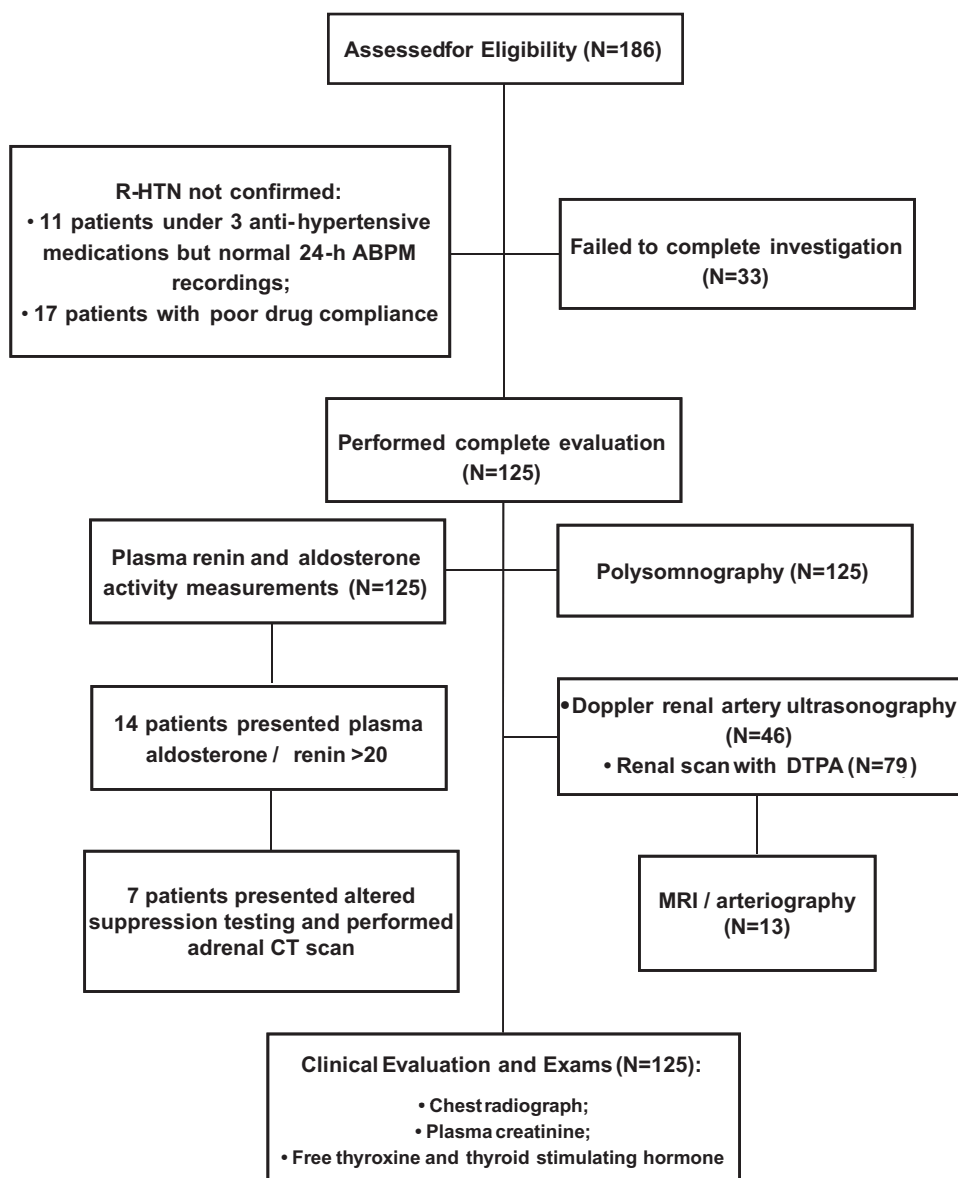 Assessedfor Eligibility (N=186)
R-HTN not confirmed:
• 11 patients under 3 anti-hypertensive
medications but normal 24-h ABPM
recordings;
• 17 patients with poor drug compliance
Failed to complete investigation
(N=33)
Performed complete evaluation
(N=125)
Plasma renin and aldosterone
activity measurements (N=125)
Polysomnography (N=125)
14 patients presented plasma
aldosterone / renin >20
•Doppler renal artery ultrasonography
(N=46)
• Renal scan with DTPA (N=79)
7 patients presented altered
suppression testing and performed
adrenal CT scan
MRI / arteriography
(N=13)
Clinical Evaluation and Exams (N=125):
• Chest radiograph;
• Plasma creatinine;
• Free thyroxine and thyroid stimulating hormone